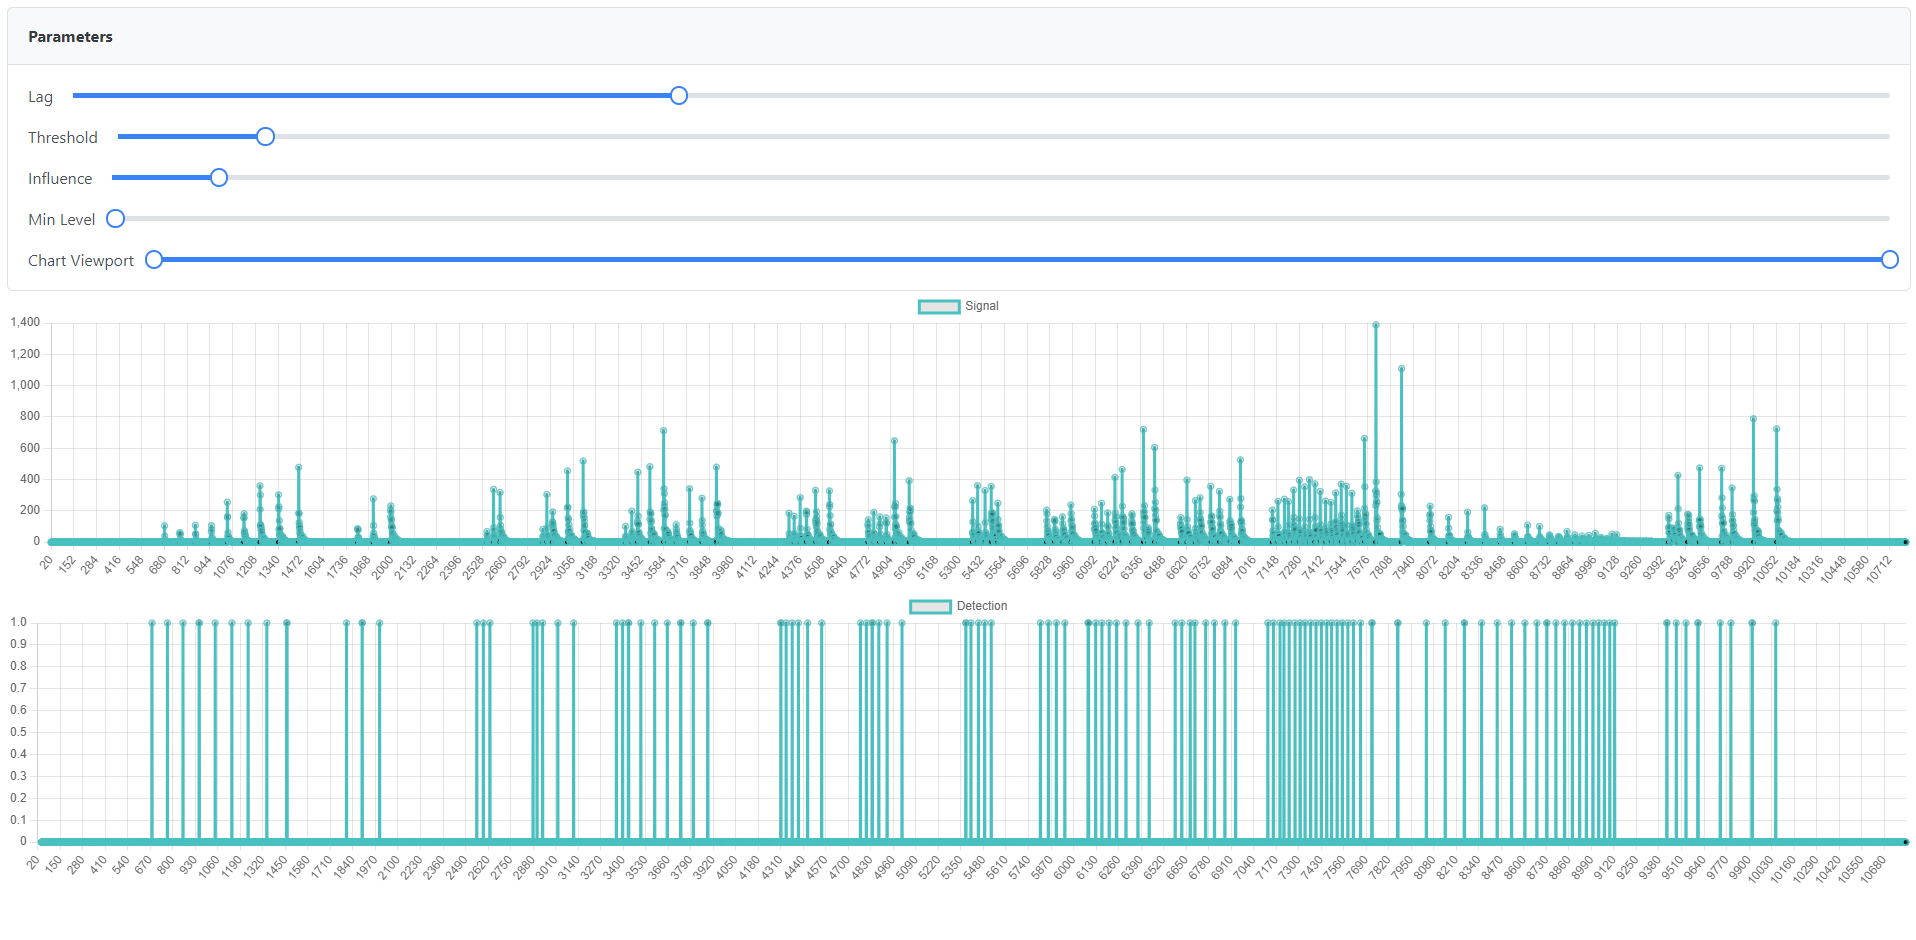 Parameters
Lag
Threshold
Influence
Min Level
Chart Viewport
Signal
1,400
1,200
1,000
800
600
400
200
0
20 152 284 416 548 680 812 944 1076 1208 1340 1472 1604 1736 1868 2000 2132 2264 2396 2528 2660 2792 2924 3056 3188 3320 3452 3584 3716 3848 3980 4112 4244 4376 4508 4640 4772 4904 5036 5168 5300 5432 5564 5696 5828 5960 6092 6224 6356 6488 6620 6752 6884 7016 7148 7280 7412 7544 7676 7808 7940 8072 8204 8336 8468 8600 8732 8864 8996 9128 9260 9392 9524 9656 9788 9920 10052 10184 10316 10448 10580 10712
Detection
1.0
0.9
0.8
0.7
0.6
0.5
0.4
0.3
0.2
0.1
0
20 150 280 410 540 670 800 930 1060 1190 1320 1450 1580 1710 1840 1970 2100 2230 2360 2490 2620 2750 2880 3010 3140 3270 3400 3530 3660 3790 3920 4050 4180 4310 4440 4570 4700 4830 4960 5090 5220 5350 5480 5610 5740 5870 6000 6130 6260 6390 6520 6650 6780 6910 7040 7170 7300 7430 7560 7690 7820 7950 8080 8210 8340 8470 8600 8730 8860 8990 9120 9250 9380 9510 9640 9770 9900 10030 10160 10290 10420 10550 10680